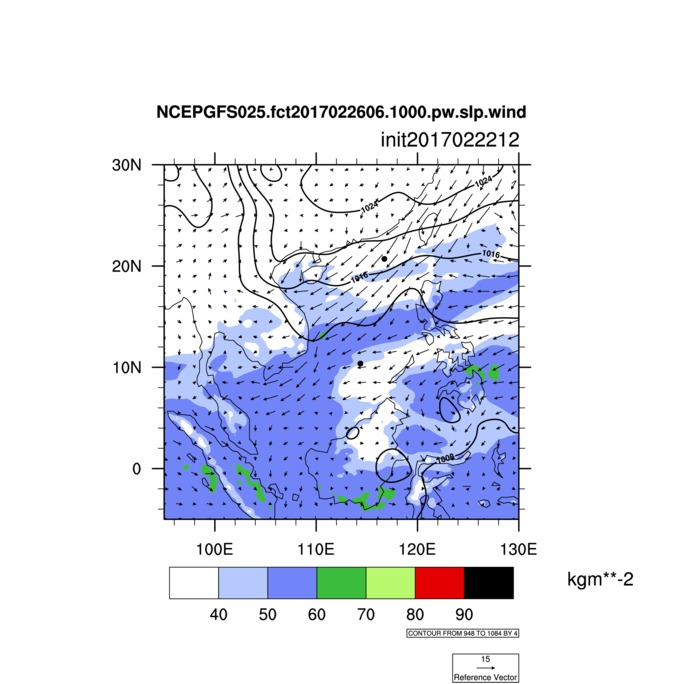 NCEPGFS025.fct2017022606.1000.pw.slp.wind
init2017022212
30N
1024
1024
20N
1016
1016
10N
1008
0
100E 110E 120E 130E
kgm**-2
40 50 60 70 80 90
CONTOUR FROM 948 TO 1084 BY 4
15
Reference Vector